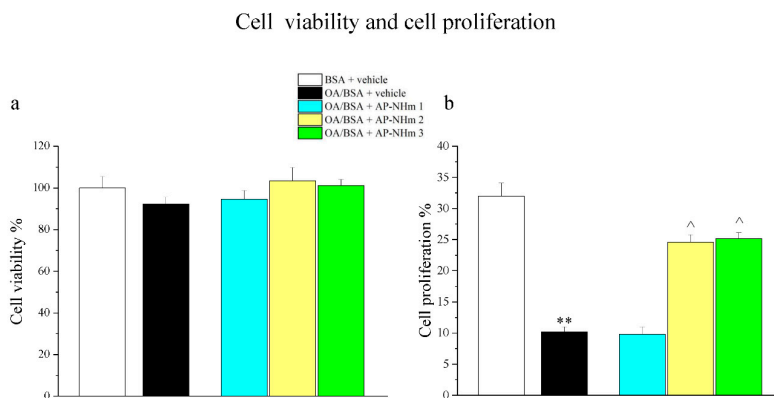 Cell viability and cell proliferation
BSA + vehicle
OA/BSA + vehicle
OA/BSA + AP-NHm 1
OA/BSA + AP-NHm 2
OA/BSA + AP-NHm 3
a
120
100
80
60
40
20
0
Cell viability %
b
40
35
30
25
20
15
10
5
0
Cell proliferation %
**
^
^